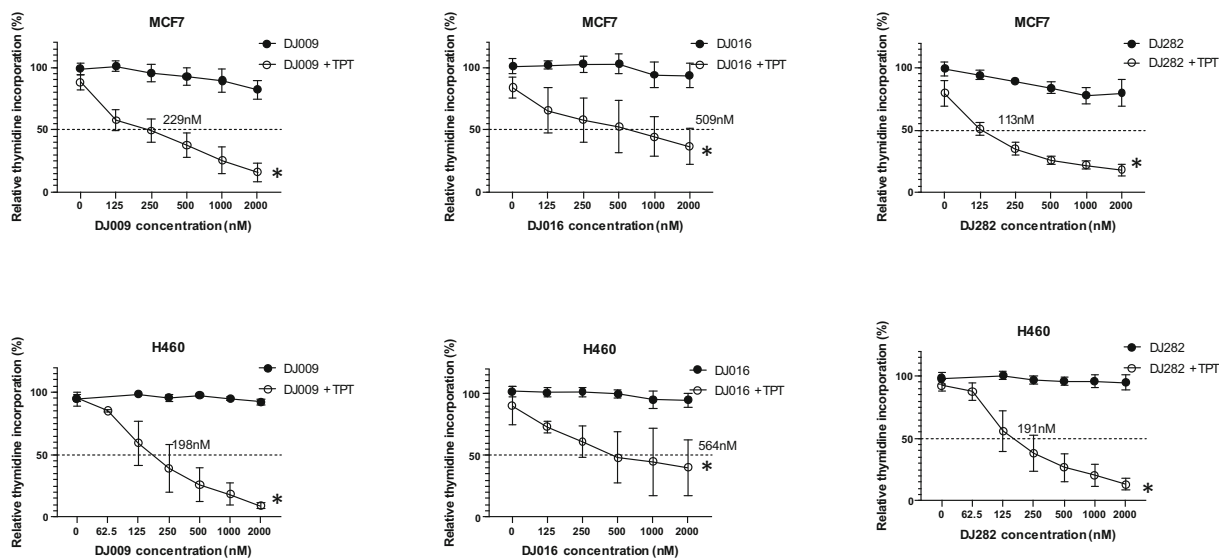 MCF7
DJ009
DJ009 +TPT
Relative thymidine incorporation (%)
100
50
0
229nM
*
0 125 250 500 1000 2000
DJ009 concentration (nM)
MCF7
DJ016
DJ016 +TPT
Relative thymidine incorporation (%)
100
50
0
509nM
*
0 125 250 500 1000 2000
DJ016 concentration (nM)
MCF7
DJ282
DJ282 +TPT
Relative thymidine incorporation (%)
100
50
0
113nM
*
0 125 250 500 1000 2000
DJ282 concentration (nM)
H460
DJ009
DJ009 +TPT
Relative thymidine incorporation (%)
100
50
0
198nM
*
0 62.5 125 250 500 1000 2000
DJ009 concentration (nM)
H460
DJ016
DJ016 +TPT
Relative thymidine incorporation (%)
100
50
0
564nM
*
0 125 250 500 1000 2000
DJ016 concentration (nM)
H460
DJ282
DJ282 +TPT
Relative thymidine incorporation (%)
100
50
0
191nM
*
0 62.5 125 250 500 1000 2000
DJ282 concentration (nM)